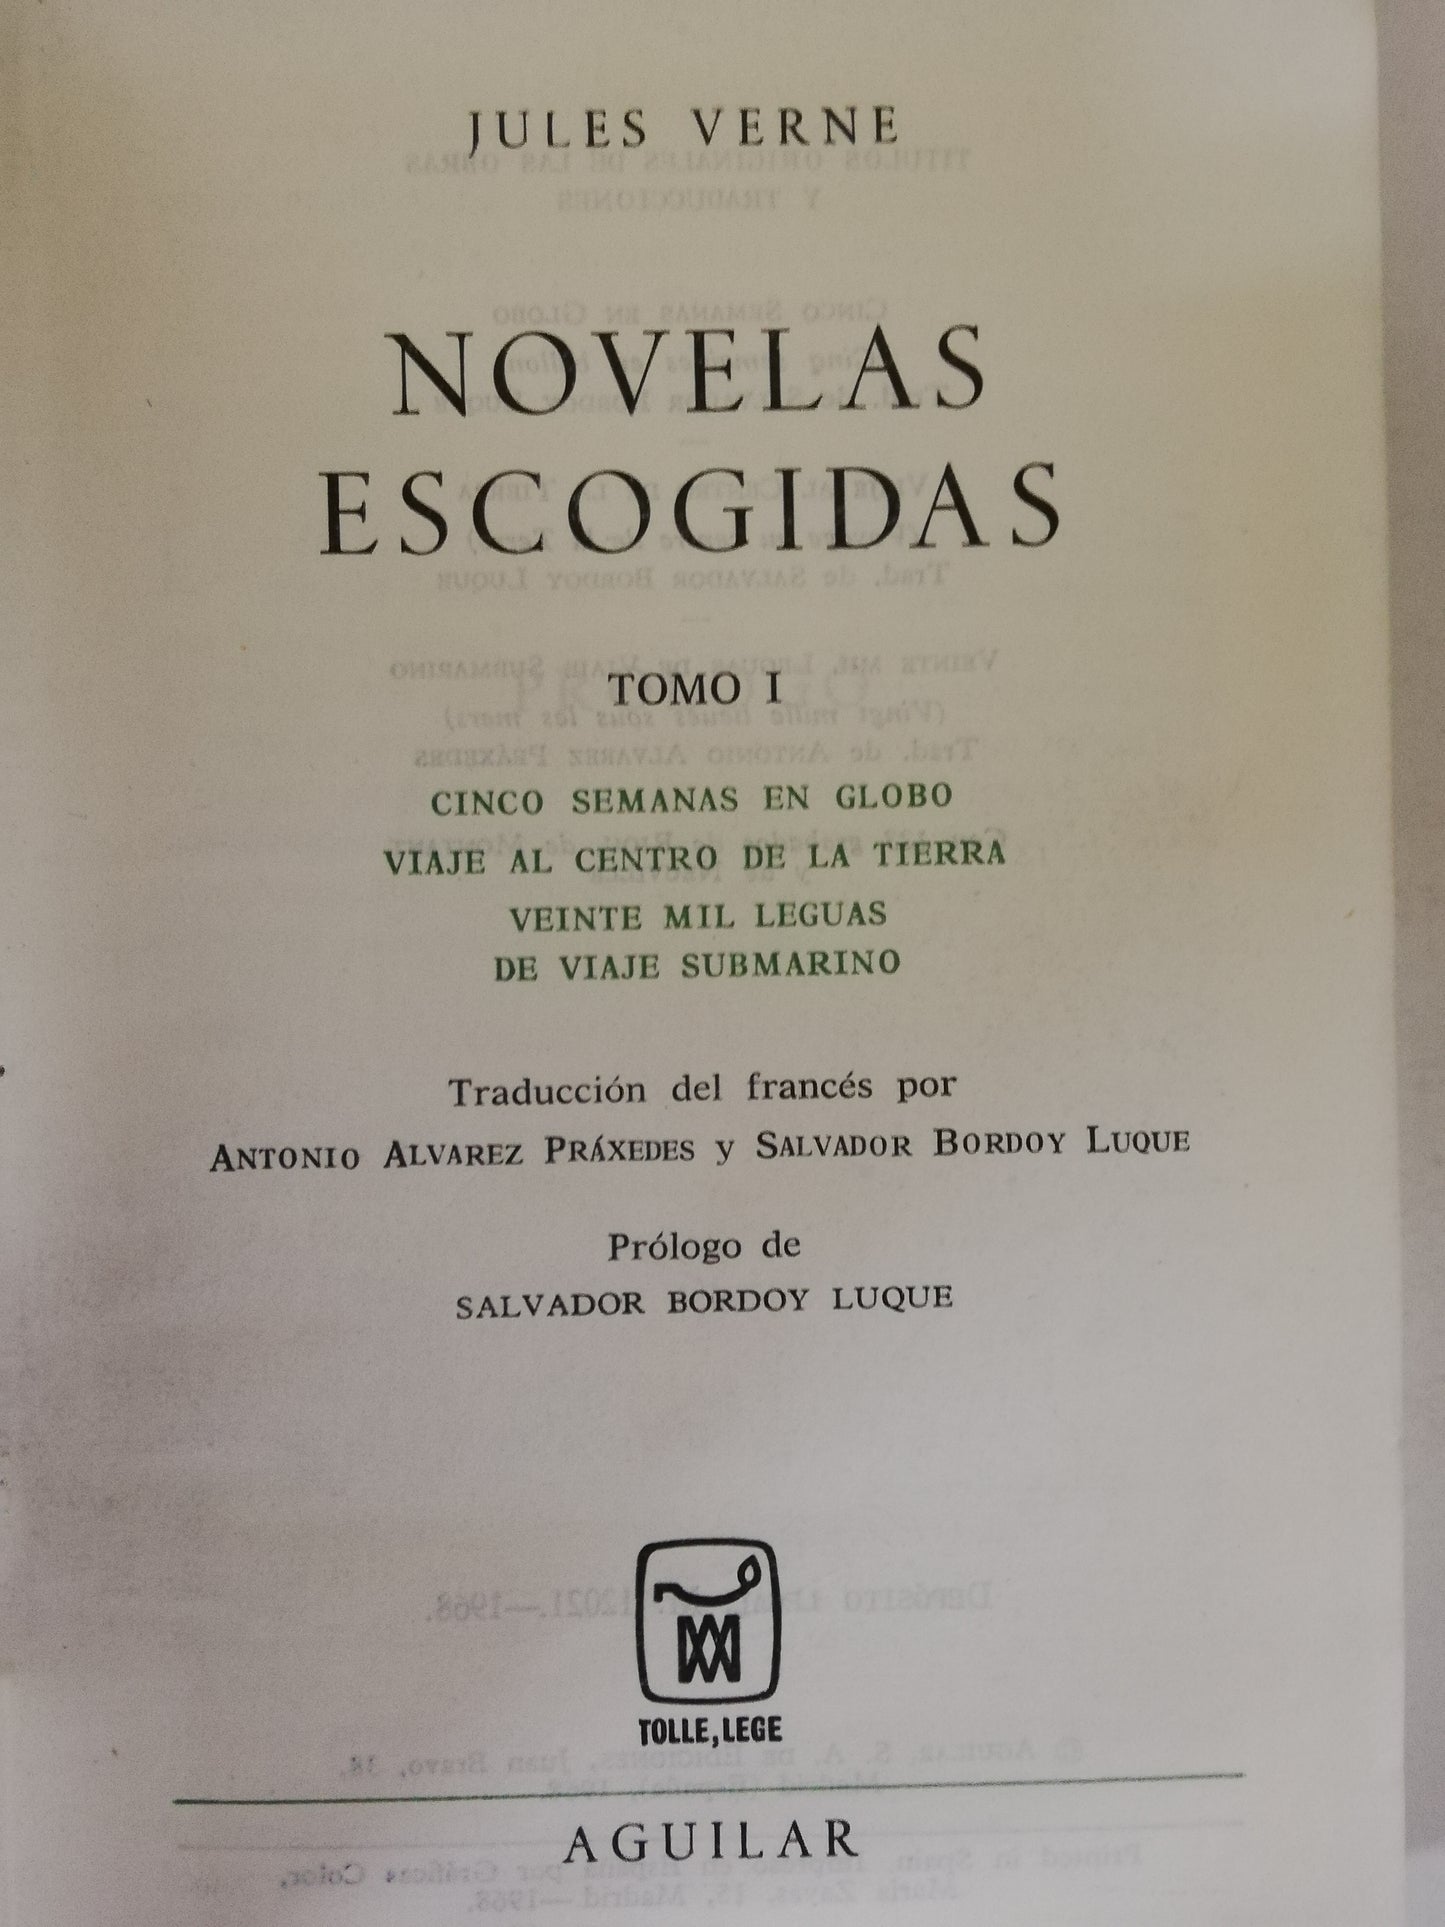 JULES VERNE
NOVELAS
ESCOGIDAS
TOMO I
CINCO SEMANAS EN GLOBO
VIAJE AL CENTRO DE LA TIERRA
VEINTE MIL LEGUAS
DE VIAJE SUBMARINO
Traducción del francés por
ANTONIO ALVAREZ PRÁXEDES y SALVADOR BORDOY LUQUE
Prólogo de
SALVADOR BORDOY LUQUE
TOLLE, LEGE
AGUILAR